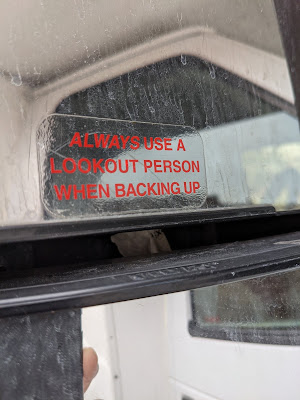 ALWAYS USE A
LOOKOUT PERSON
WHEN BACKING UP